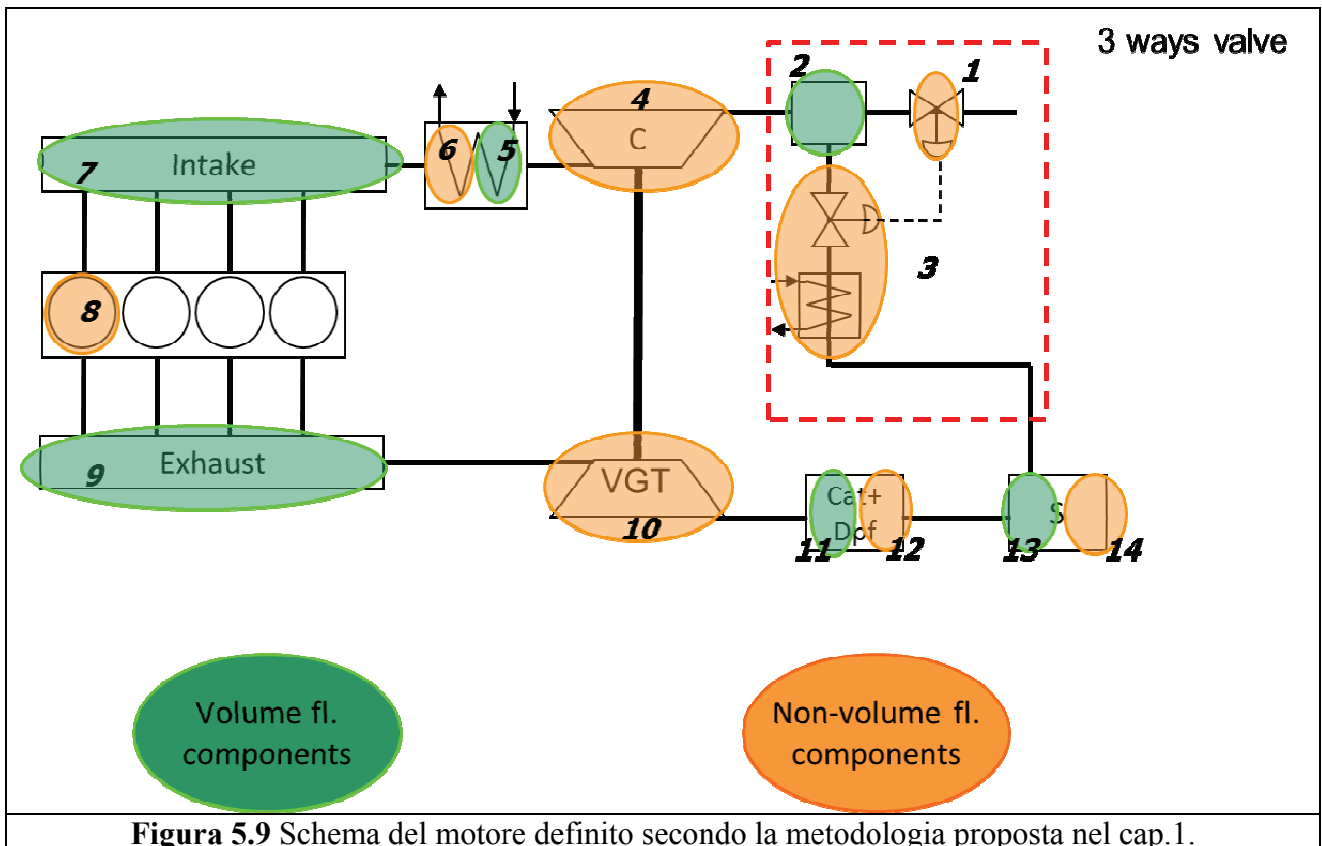 3 ways valve
2
1
4
C
6
5
7
Intake
3
8
9
Exhaust
VGT
10
Cat+
Dpf
11
12
S
13
14
Volume fl.
components
Non-volume fl.
components
Figura 5.9 Schema del motore definito secondo la metodologia proposta nel cap.1.